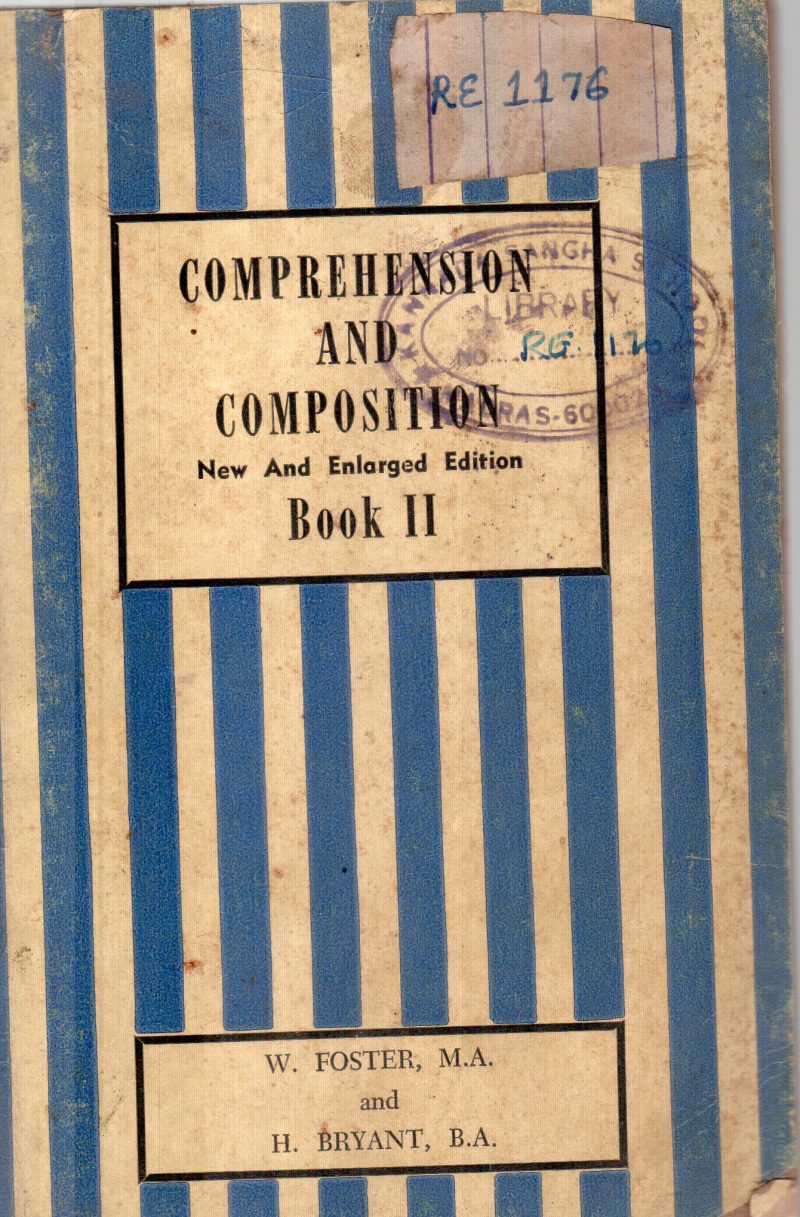 RE 1176
COMPREHENSION
AND
COMPOSITION
New And Enlarged Edition
Book II
LIBRARY
NO. RE 1176
W. FOSTER, M.A.
and
H. BRYANT, B.A.